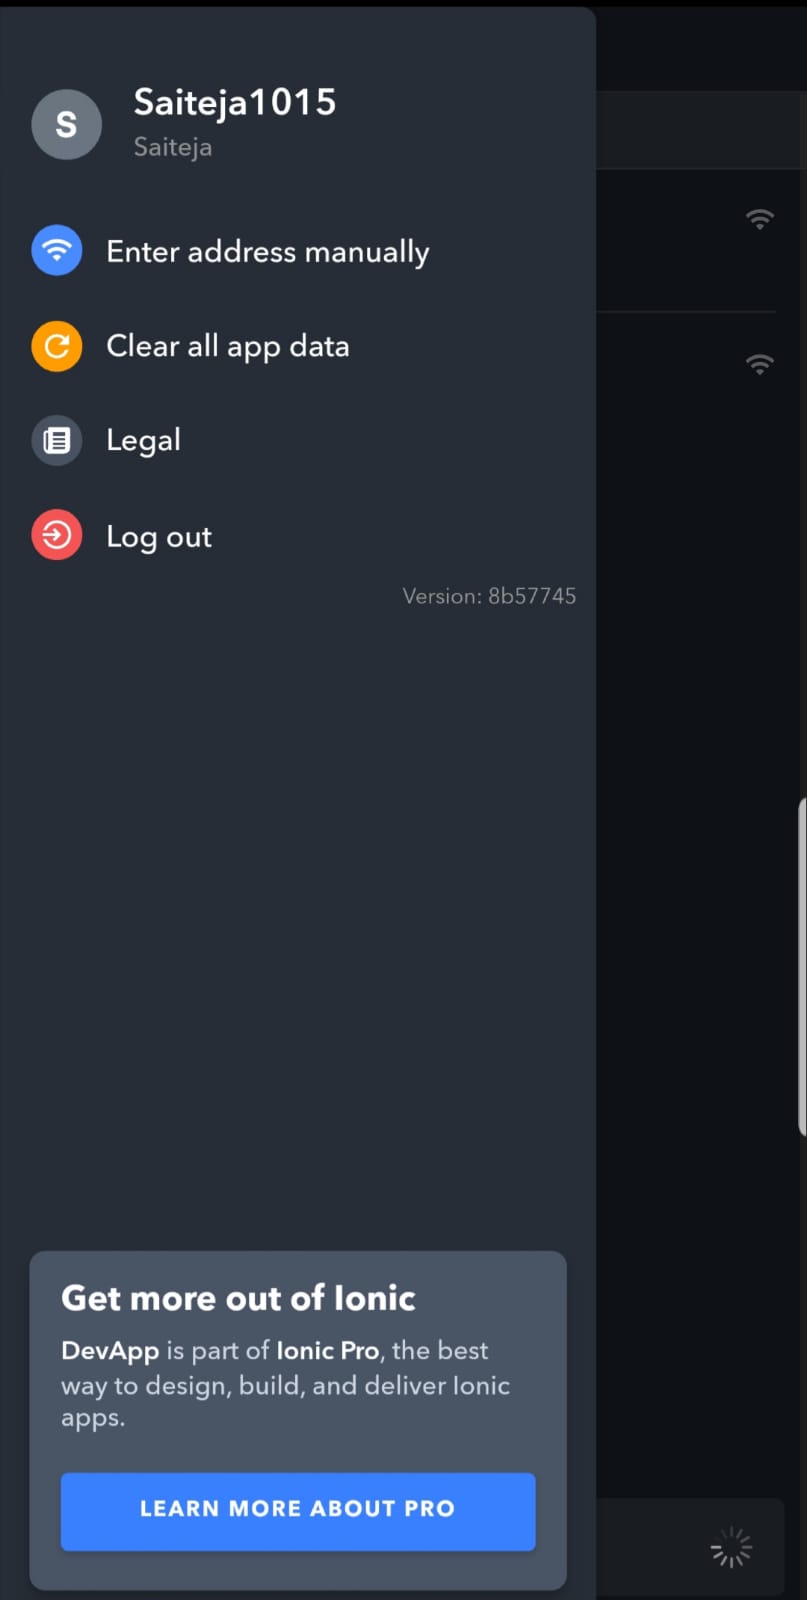 S
Saiteja1015
Saiteja
Enter address manually
Clear all app data
Legal
Log out
Version: 8b57745
Get more out of Ionic
DevApp is part of Ionic Pro, the best
way to design, build, and deliver Ionic
apps.
LEARN MORE ABOUT PRO